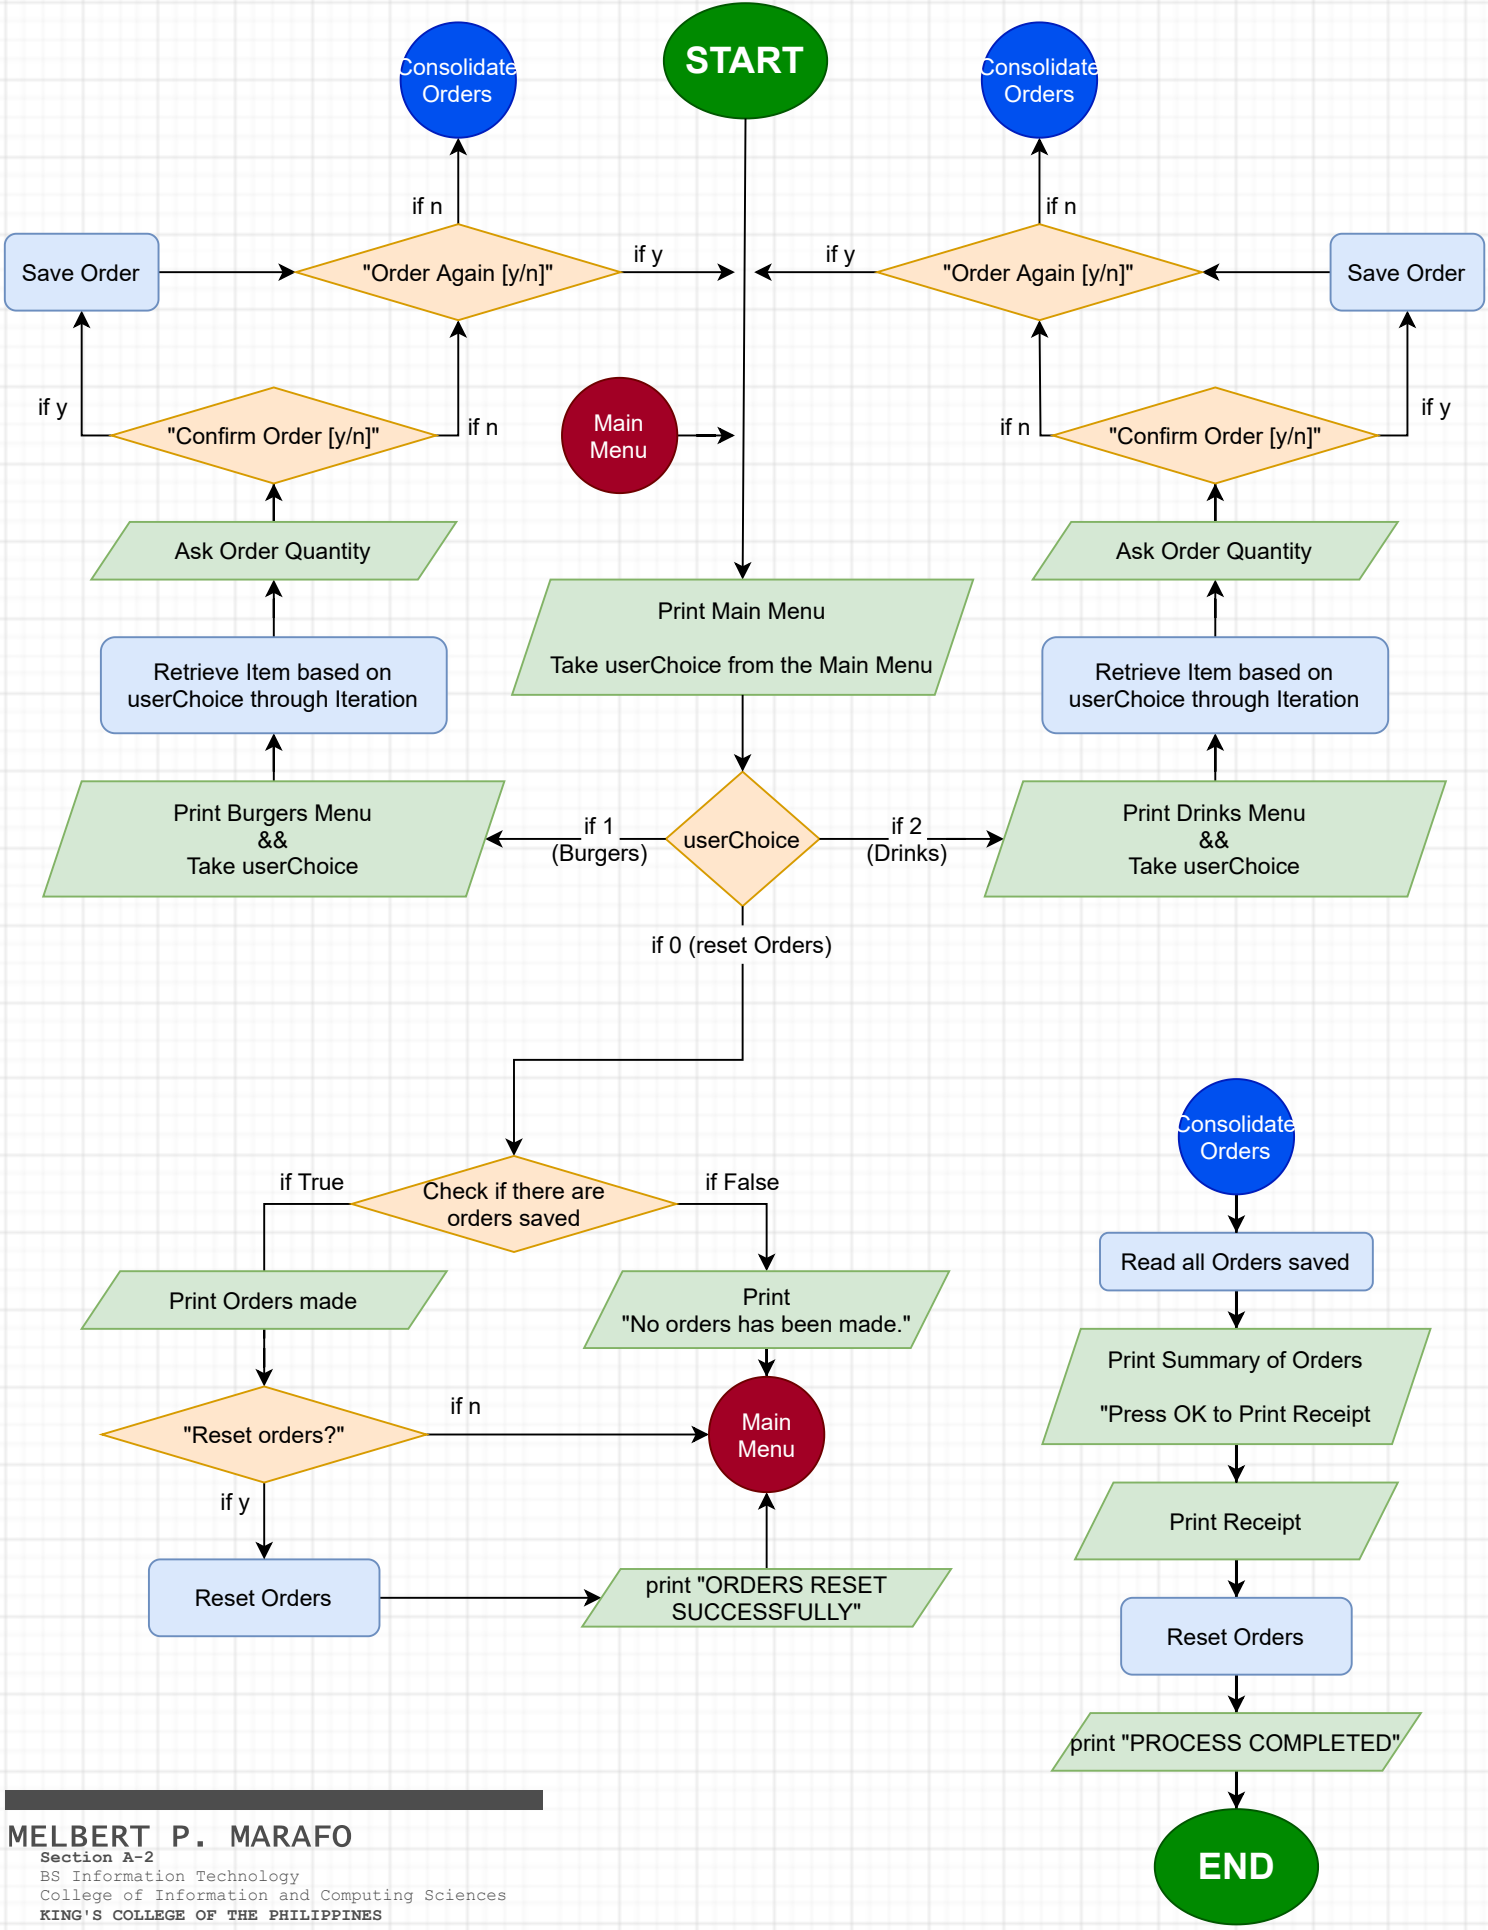 START
Consolidate
Orders
Consolidate
Orders
if n
if n
Save Order
"Order Again [y/n]"
if y
if y
"Order Again [y/n]"
Save Order
if y
"Confirm Order [y/n]"
if n
Main
Menu
if n
"Confirm Order [y/n]"
if y
Ask Order Quantity
Ask Order Quantity
Print Main Menu
Take userChoice from the Main Menu
Retrieve Item based on
userChoice through Iteration
Retrieve Item based on
userChoice through Iteration
Print Burgers Menu
&&
Take userChoice
if 1
(Burgers)
userChoice
if 2
(Drinks)
Print Drinks Menu
&&
Take userChoice
if 0 (reset Orders)
if True
Check if there are
orders saved
if False
Print Orders made
Print
"No orders has been made."
"Reset orders?"
if n
Main
Menu
if y
Reset Orders
print "ORDERS RESET
SUCCESSFULLY"
Consolidate
Orders
Read all Orders saved
Print Summary of Orders
"Press OK to Print Receipt
Print Receipt
Reset Orders
print "PROCESS COMPLETED"
END
MELBERT P. MARAFO
Section A-2
BS Information Technology
College of Information and Computing Sciences
KING'S COLLEGE OF THE PHILIPPINES